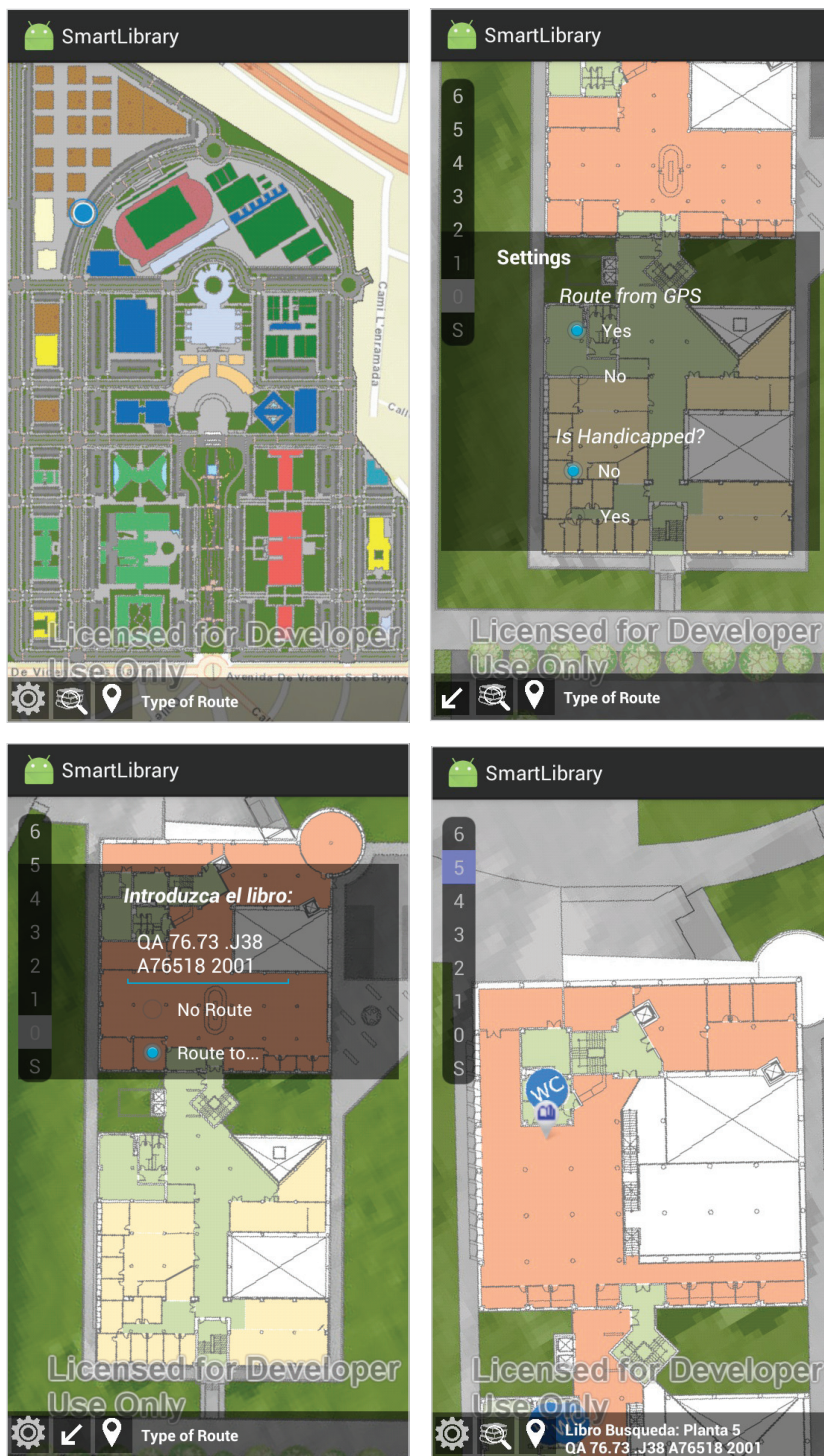 SmartLibrary
Cami L'enramada
Licensed for Developer
Use Only
Avenida De Vicente Sos Bayna
Type of Route
SmartLibrary
6
5
4
3
2
1
0
S
Settings
Route from GPS
Yes
No
Is Handicapped?
No
Yes
Licensed for Developer
Use Only
Type of Route
SmartLibrary
6
5
4
3
2
1
0
S
Introduzca el libro:
QA 76.73 .J38
A76518 2001
No Route
Route to...
Licensed for Developer
Use Only
Type of Route
SmartLibrary
6
5
4
3
2
1
0
S
WC
Licensed for Developer
Use Only
Libro Busqueda: Planta 5
QA 76.73 .J38 A76518 2001